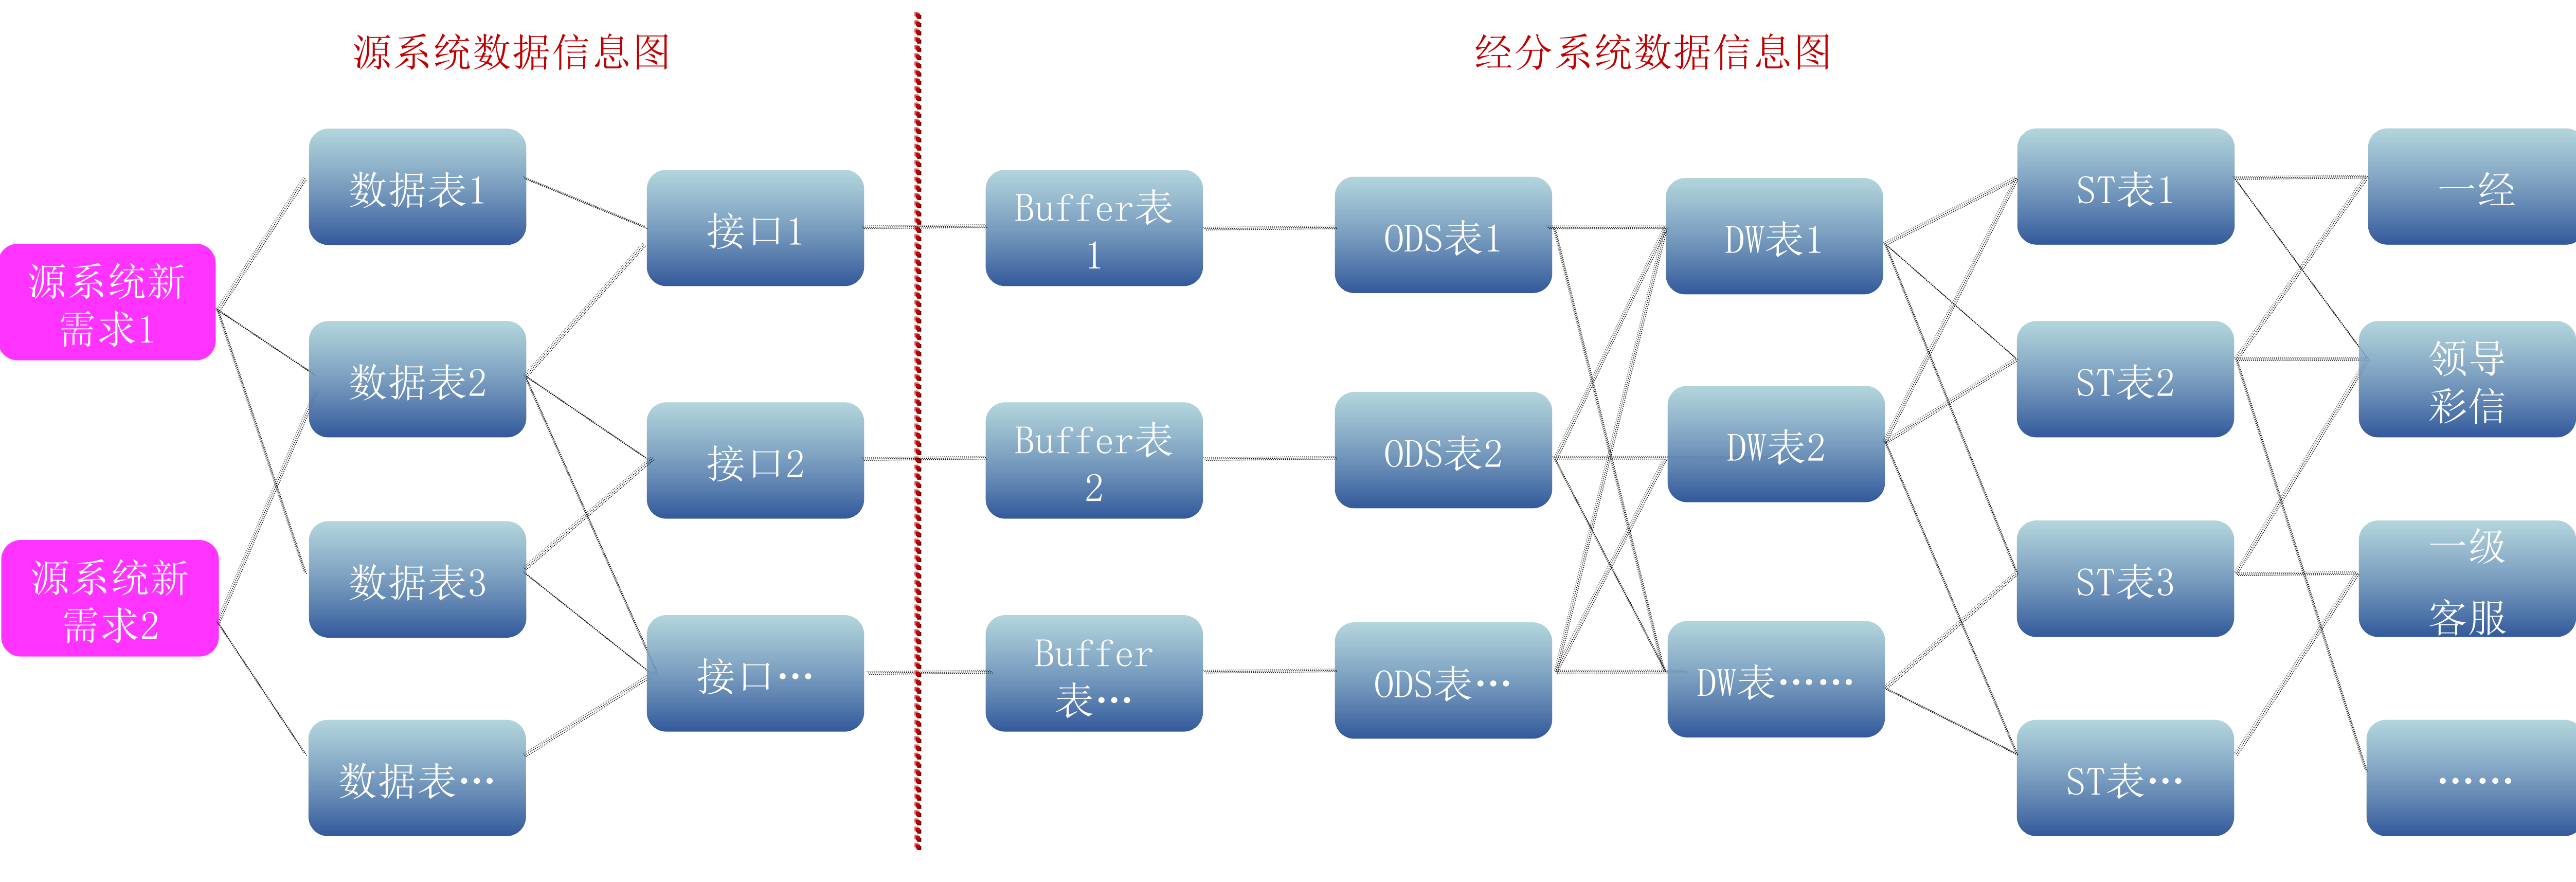 源系统数据信息图
经分系统数据信息图
源系统新
需求1
源系统新
需求2
数据表1
数据表2
数据表3
数据表…
接口1
接口2
接口…
Buffer表
1
Buffer表
2
Buffer
表…
ODS表1
ODS表2
ODS表…
DW表1
DW表2
DW表……
ST表1
ST表2
ST表3
ST表…
一经
领导
彩信
一级
客服
……